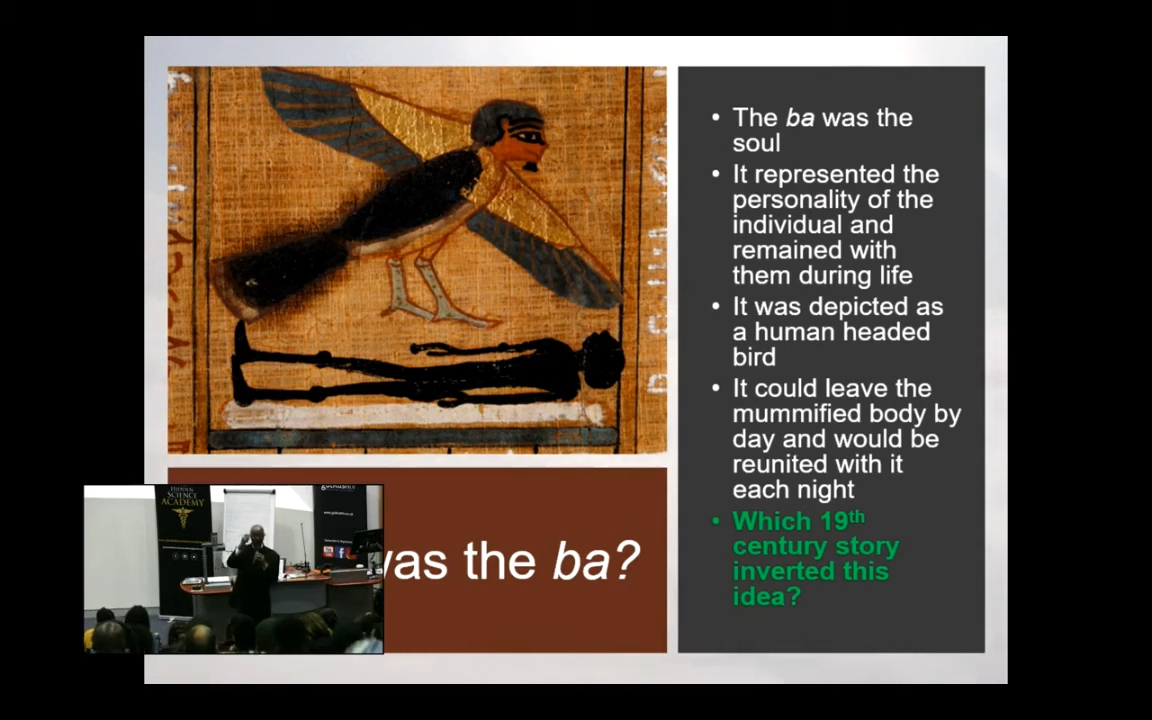 • The ba was the
soul
• It represented the
personality of the
individual and
remained with
them during life
• It was depicted as
a human headed
bird
• It could leave the
mummified body by
day and would be
reunited with it
each night
• Which 19th
century story
inverted this
idea?
was the ba?
SCIENCE
ACADEMY